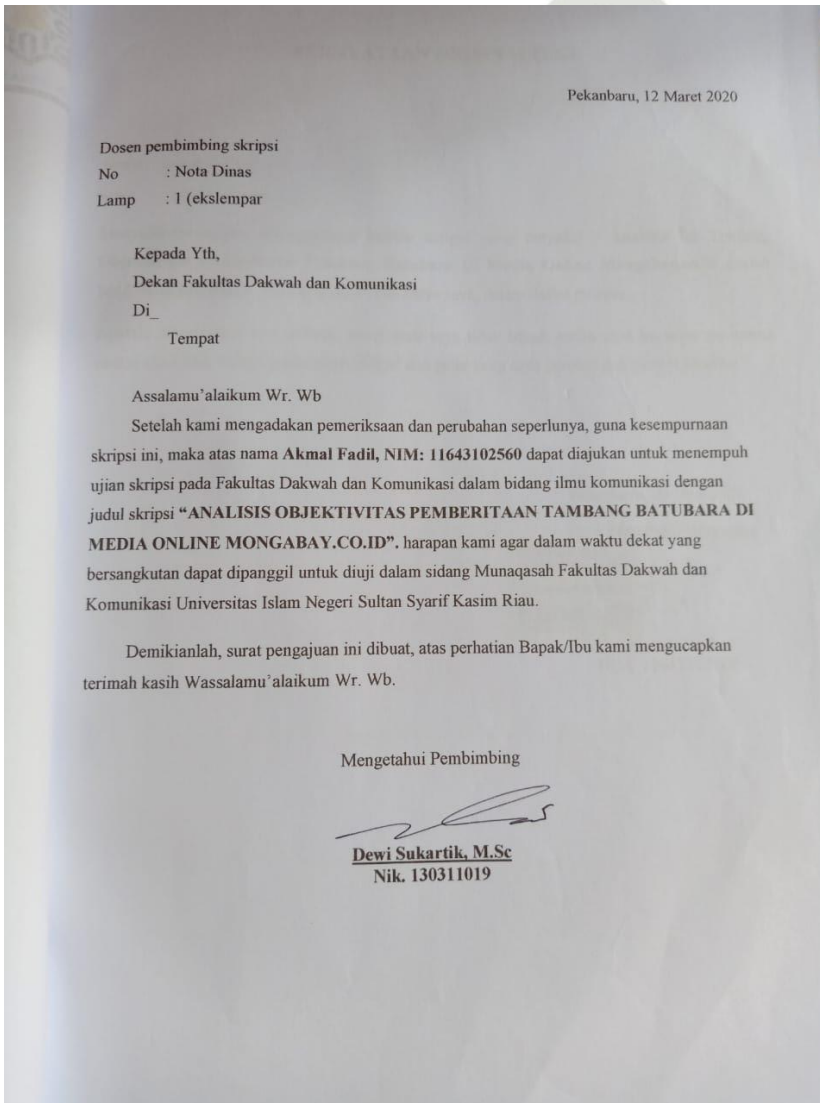 Pekanbaru, 12 Maret 2020
Dosen pembimbing skripsi
No : Nota Dinas
Lamp : 1 (ekslempar
Kepada Yth,
Dekan Fakultas Dakwah dan Komunikasi
Di_
Tempat
Assalamu'alaikum Wr. Wb
Setelah kami mengadakan pemeriksaan dan perubahan seperlunya, guna kesempurnaan
skripsi ini, maka atas nama Akmal Fadil, NIM: 11643102560 dapat diajukan untuk menempuh
ujian skripsi pada Fakultas Dakwah dan Komunikasi dalam bidang ilmu komunikasi dengan
judul skripsi "ANALISIS OBJEKTIVITAS PEMBERITAAN TAMBANG BATUBARA DI
MEDIA ONLINE MONGABAY.CO.ID". harapan kami agar dalam waktu dekat yang
bersangkutan dapat dipanggil untuk diuji dalam sidang Munaqasah Fakultas Dakwah dan
Komunikasi Universitas Islam Negeri Sultan Syarif Kasim Riau.
Demikianlah, surat pengajuan ini dibuat, atas perhatian Bapak/Ibu kami mengucapkan
terimah kasih Wassalamu'alaikum Wr. Wb.
Mengetahui Pembimbing
Dewi Sukartik, M.Sc
Nik. 130311019